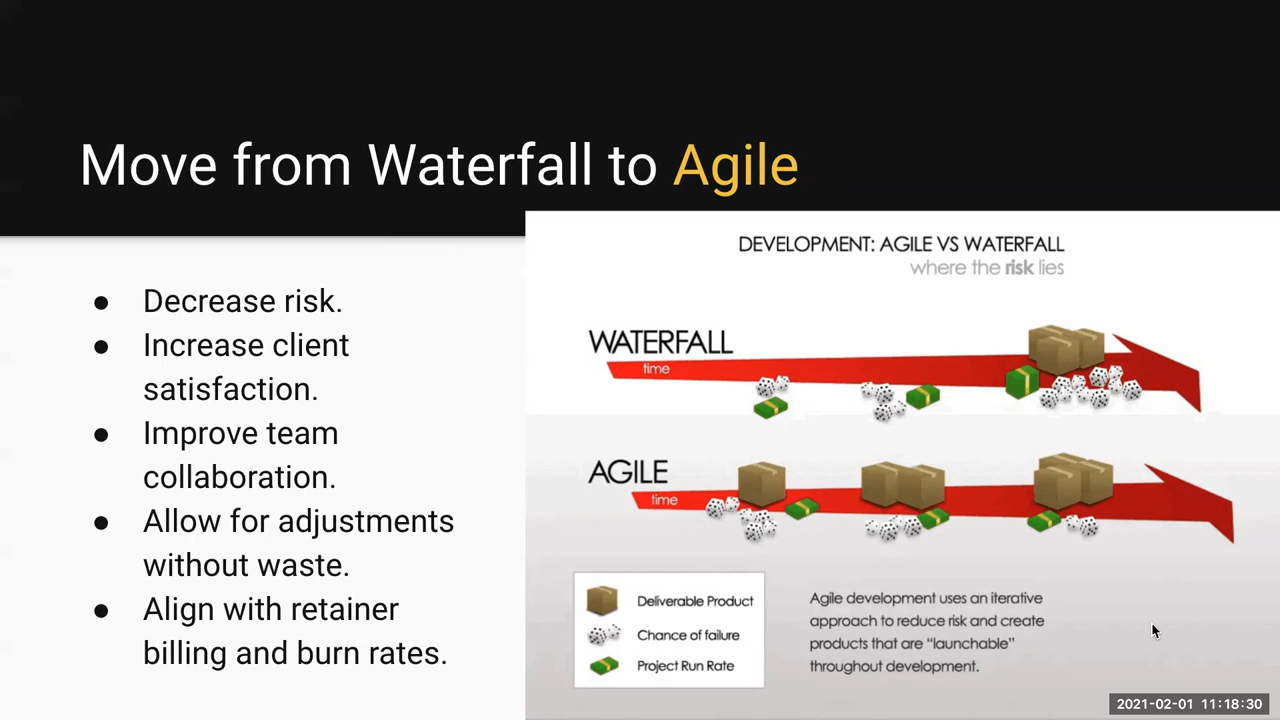 Move from Waterfall to Agile
● Decrease risk.
● Increase client
satisfaction.
● Improve team
collaboration.
● Allow for adjustments
without waste.
● Align with retainer
billing and burn rates.
DEVELOPMENT: AGILE VS WATERFALL
where the risk lies
WATERFALL
time
AGILE
time
Deliverable Product
Chance of failure
Project Run Rate
Agile development uses an iterative
approach to reduce risk and create
products that are “launchable”
throughout development.
2021-02-01 11:18:30